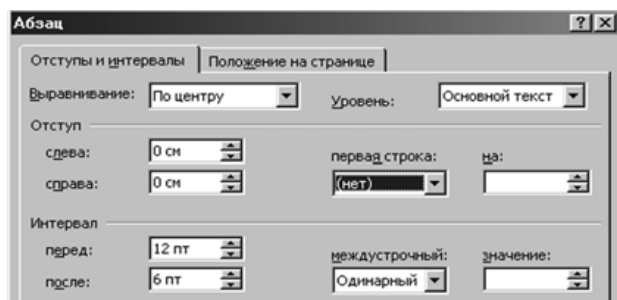 Абзац
Отступы и интервалы Положение на странице
Выравнивание: По центру Уровень: Основной текст
Отступ
слева: 0 см первая строка: на:
справа: 0 см (нет)
Интервал
перед: 12 пт междустрочный: значение:
после: 6 пт Одинарный